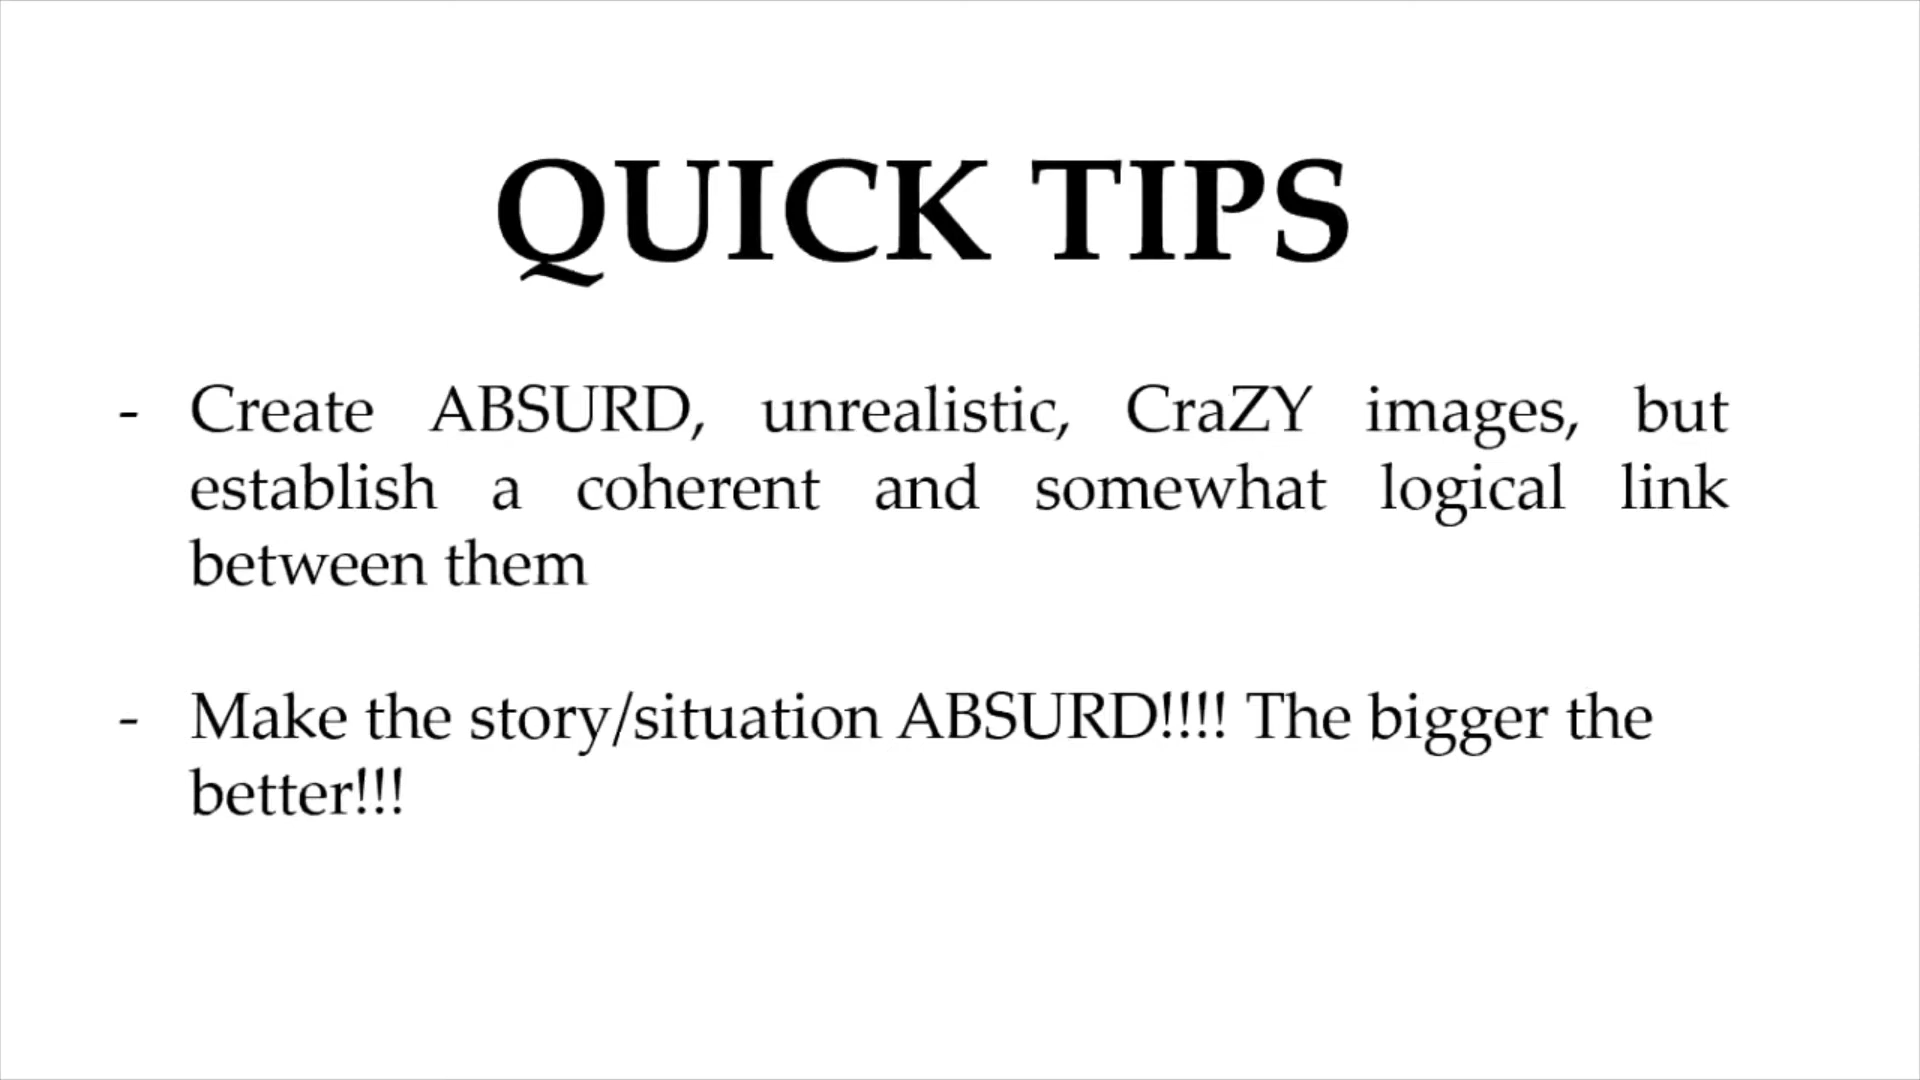 QUICK TIPS
- Create ABSURD, unrealistic, CraZY images, but
establish a coherent and somewhat logical link
between them
- Make the story/situation ABSURD!!!! The bigger the
better!!!